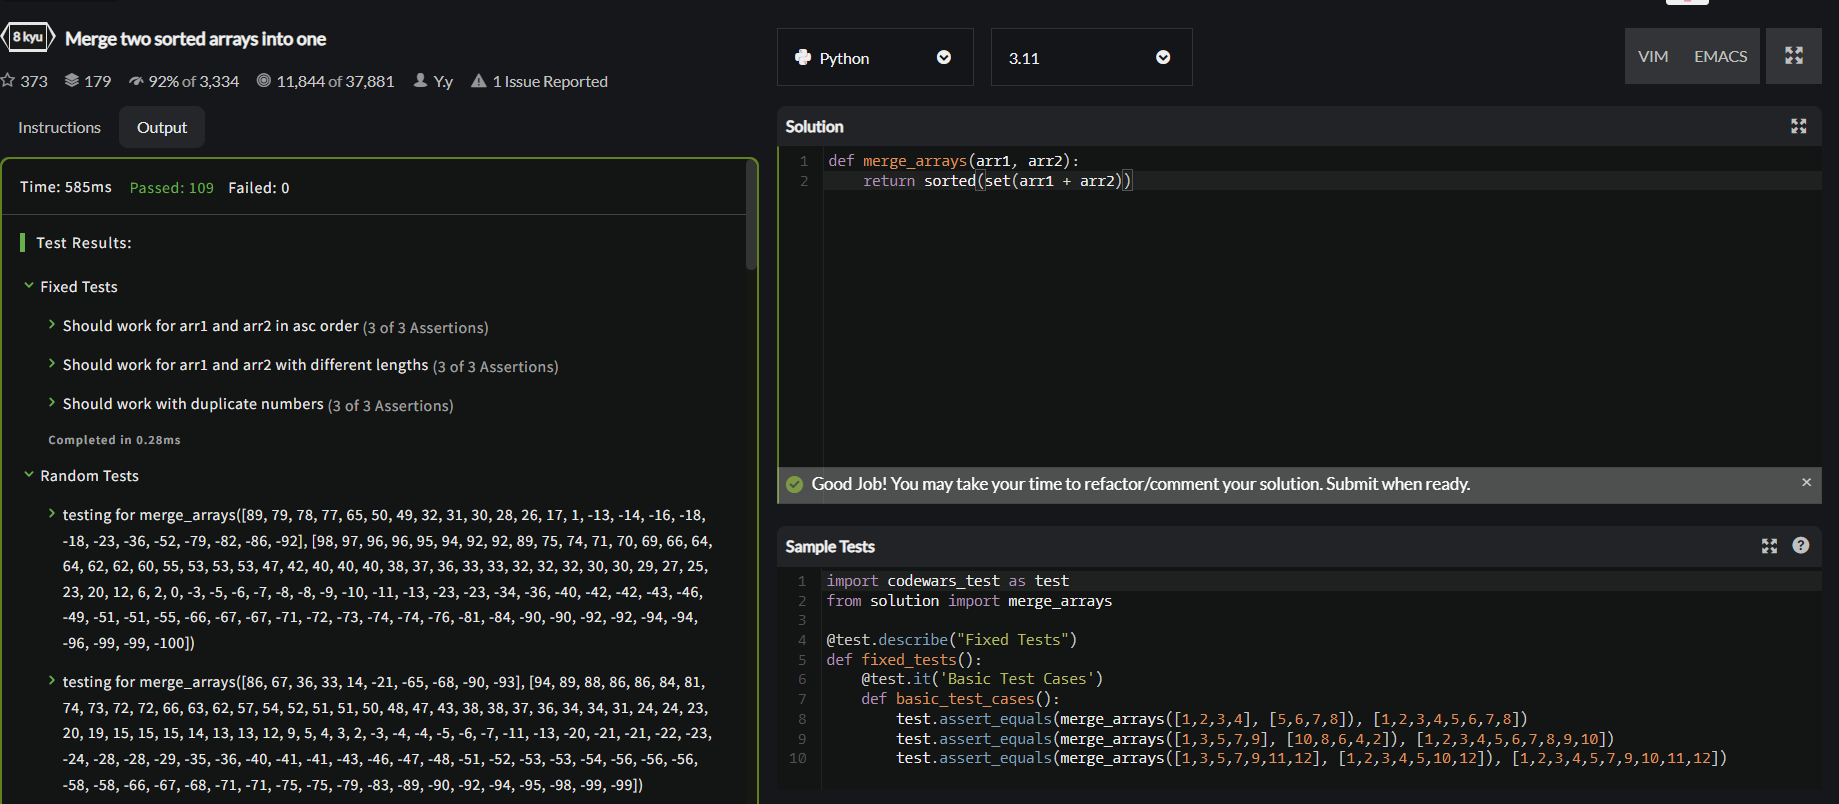 8 kyu Merge two sorted arrays into one
373 179 92% of 3,334 11,844 of 37,881 Y.y 1 Issue Reported
Instructions Output
Time: 585ms Passed: 109 Failed: 0
Test Results:
Fixed Tests
Should work for arr1 and arr2 in asc order (3 of 3 Assertions)
Should work for arr1 and arr2 with different lengths (3 of 3 Assertions)
Should work with duplicate numbers (3 of 3 Assertions)
Completed in 0.28ms
Random Tests
testing for merge_arrays([89, 79, 78, 77, 65, 50, 49, 32, 31, 30, 28, 26, 17, 1, -13, -14, -16, -18,
-18, -23, -36, -52, -79, -82, -86, -92], [98, 97, 96, 96, 95, 94, 92, 92, 89, 75, 74, 71, 70, 69, 66, 64,
64, 62, 62, 60, 55, 53, 53, 53, 47, 42, 40, 40, 40, 38, 37, 36, 33, 33, 32, 32, 32, 30, 30, 29, 27, 25,
23, 20, 12, 6, 2, 0, -3, -5, -6, -7, -8, -8, -9, -10, -11, -13, -23, -23, -34, -36, -40, -42, -42, -43, -46,
-49, -51, -51, -55, -66, -67, -67, -71, -72, -73, -74, -74, -76, -81, -84, -90, -90, -92, -92, -94, -94,
-96, -99, -99, -100])
testing for merge_arrays([86, 67, 36, 33, 14, -21, -65, -68, -90, -93], [94, 89, 88, 86, 86, 84, 81,
74, 73, 72, 72, 66, 63, 62, 57, 54, 52, 51, 51, 50, 48, 47, 43, 38, 38, 37, 36, 34, 34, 31, 24, 24, 23,
20, 19, 15, 15, 15, 14, 13, 13, 12, 9, 5, 4, 3, 2, -3, -4, -4, -5, -6, -7, -11, -13, -20, -21, -21, -22, -23,
-24, -28, -28, -29, -35, -36, -40, -41, -41, -43, -46, -47, -48, -51, -52, -53, -53, -54, -56, -56, -56,
-58, -58, -66, -67, -68, -71, -71, -75, -75, -79, -83, -89, -90, -92, -94, -95, -98, -99, -99])
Python 3.11 VIM EMACS
Solution
1 def merge_arrays(arr1, arr2):
2 return sorted(set(arr1 + arr2))
Good Job! You may take your time to refactor/comment your solution. Submit when ready. ×
Sample Tests ?
1 import codewars_test as test
2 from solution import merge_arrays
3
4 @test.describe("Fixed Tests")
5 def fixed_tests():
6 @test.it('Basic Test Cases')
7 def basic_test_cases():
8 test.assert_equals(merge_arrays([1,2,3,4], [5,6,7,8]), [1,2,3,4,5,6,7,8])
9 test.assert_equals(merge_arrays([1,3,5,7,9], [10,8,6,4,2]), [1,2,3,4,5,6,7,8,9,10])
10 test.assert_equals(merge_arrays([1,3,5,7,9,11,12], [1,2,3,4,5,10,12]), [1,2,3,4,5,7,9,10,11,12])